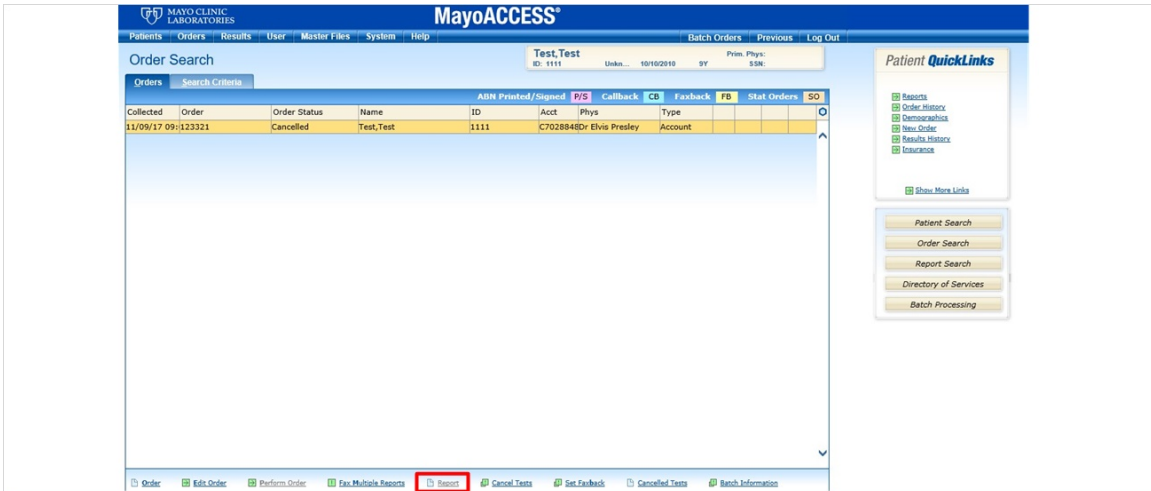 MAYO CLINIC
LABORATORIES
MayoACCESS®
Patients Orders Results User Master Files System Help Batch Orders Previous Log Out
Order Search
Test,Test Prim. Phys:
ID: 1111 Unkn... 10/10/2010 9Y SSN:
Orders Search Criteria
ABN Printed/Signed P/S Callback CB Faxback FB Stat Orders SO
Collected Order Order Status Name ID Acct Phys Type
11/09/17 09: 123321 Cancelled Test,Test 1111 C7028848 Dr Elvis Presley Account
Order Edit Order Perform Order Fax Multiple Reports Report Cancel Tests Set Faxback Cancelled Tests Batch Information
Patient QuickLinks
Reports
Order History
Demographics
New Order
Results History
Insurance
Show More Links
Patient Search
Order Search
Report Search
Directory of Services
Batch Processing